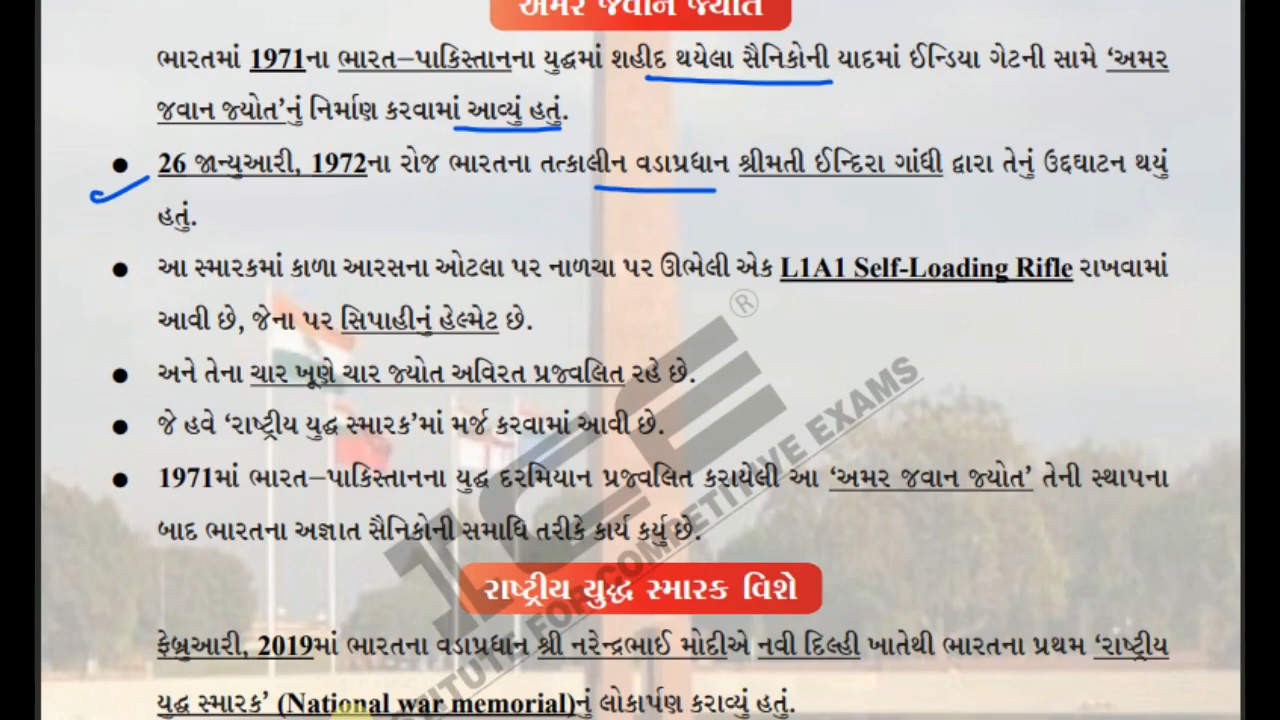 અમર જવાન જ્યોત
ભારતમાં 1971ના ભારત–પાકિસ્તાનના યુદ્ધમાં શહીદ થયેલા સૈનિકોની યાદમાં ઈન્ડિયા ગેટની સામે ‘અમર
જવાન જ્યોત’નું નિર્માણ કરવામાં આવ્યું હતું.
● 26 જાન્યુઆરી, 1972ના રોજ ભારતના તત્કાલીન વડાપ્રધાન શ્રીમતી ઈન્દિરા ગાંધી દ્વારા તેનું ઉદ્દઘાટન થયું
હતું.
● આ સ્મારકમાં કાળા આરસના ઓટલા પર નાળચા પર ઊભેલી એક L1A1 Self-Loading Rifle રાખવામાં
આવી છે, જેના પર સિપાહીનું હેલ્મેટ છે.
● અને તેના ચાર ખૂણે ચાર જ્યોત અવિરત પ્રજ્વલિત રહે છે.
● જે હવે ‘રાષ્ટ્રીય યુદ્ધ સ્મારક’માં મર્જ કરવામાં આવી છે.
● 1971માં ભારત–પાકિસ્તાનના યુદ્ધ દરમિયાન પ્રજ્વલિત કરાયેલી આ ‘અમર જવાન જ્યોત’ તેની સ્થાપના
બાદ ભારતના અજ્ઞાત સૈનિકોની સમાધિ તરીકે કાર્ય કર્યુ છે.
રાષ્ટ્રીય યુદ્ધ સ્મારક વિશે
ફેબ્રુઆરી, 2019માં ભારતના વડાપ્રધાન શ્રી નરેન્દ્રભાઈ મોદીએ નવી દિલ્હી ખાતેથી ભારતના પ્રથમ ‘રાષ્ટ્રીય
યુદ્ધ સ્મારક’ (National war memorial)નું લોકાર્પણ કરાવ્યું હતું.
ICE ®
FOR COMPETITIVE EXAMS